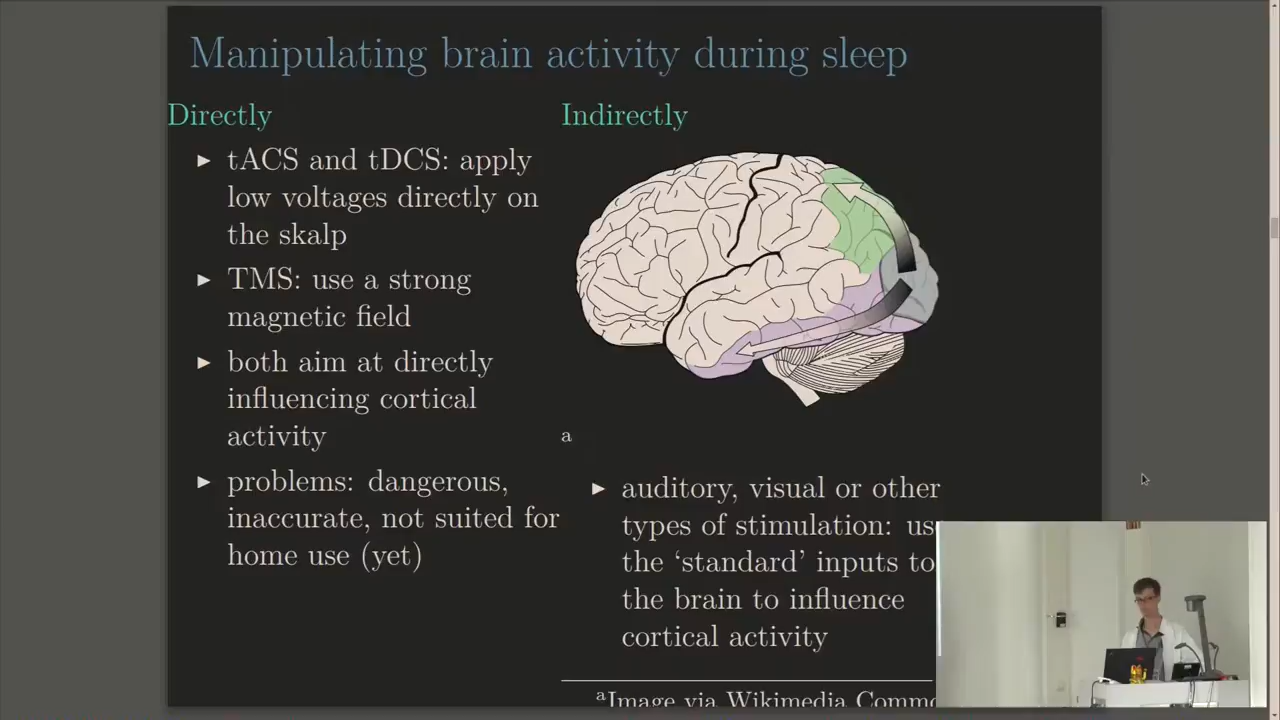 Manipulating brain activity during sleep
Directly
▶ tACS and tDCS: apply
low voltages directly on
the skalp
▶ TMS: use a strong
magnetic field
▶ both aim at directly
influencing cortical
activity
▶ problems: dangerous,
inaccurate, not suited for
home use (yet)
Indirectly
a
▶ auditory, visual or other
types of stimulation: us
the ‘standard’ inputs to
the brain to influence
cortical activity
aImage via Wikimedia Commo